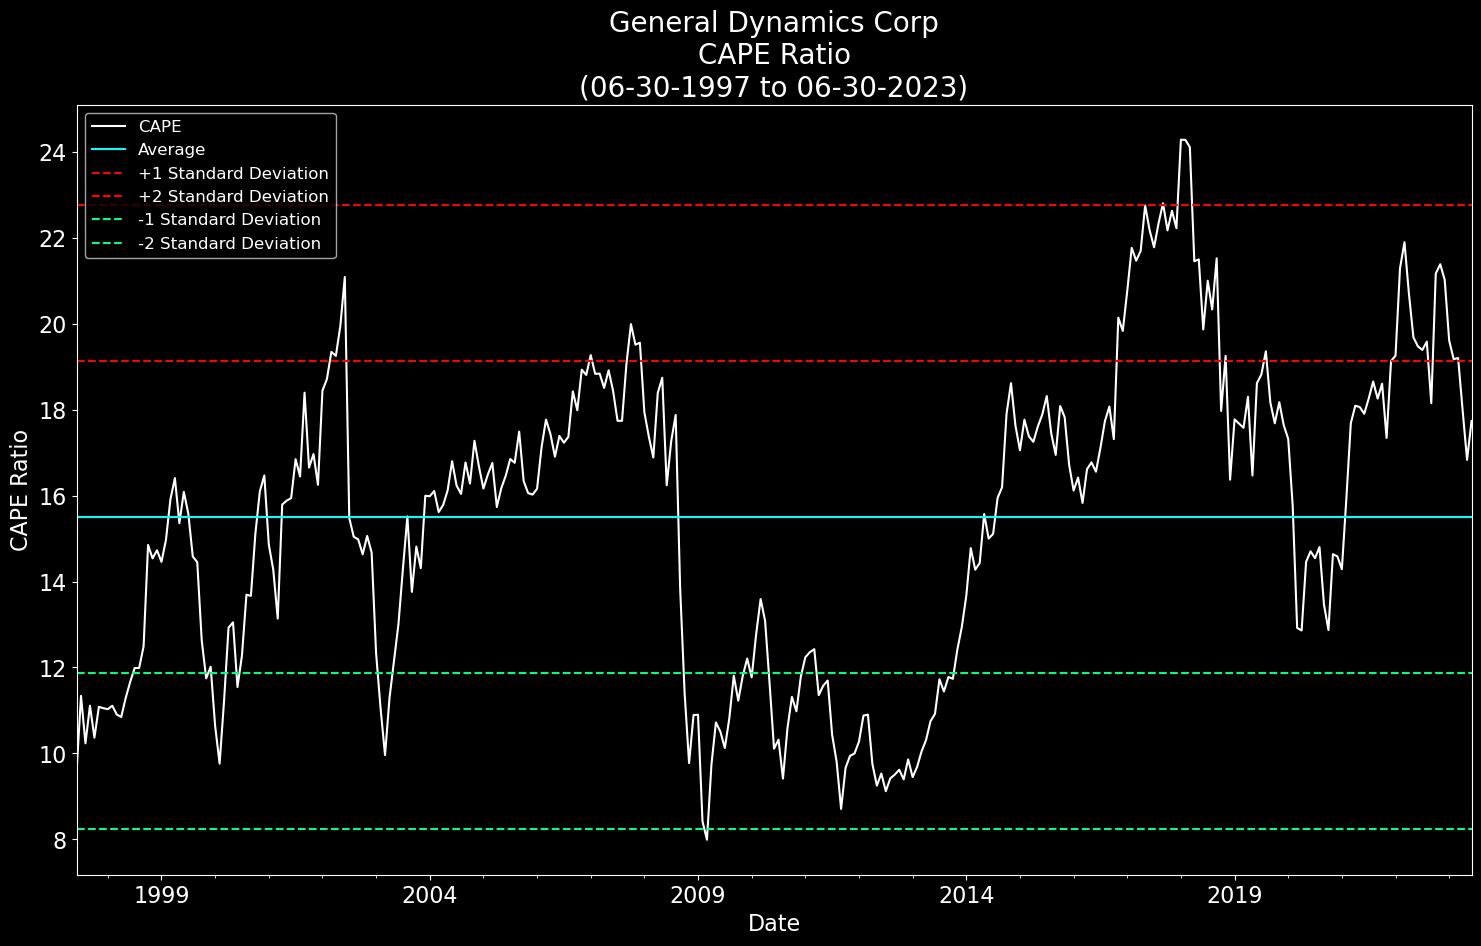 General Dynamics Corp
CAPE Ratio
(06-30-1997 to 06-30-2023)
CAPE
Average
+1 Standard Deviation
+2 Standard Deviation
-1 Standard Deviation
-2 Standard Deviation
24
22
20
18
16
14
12
10
8
CAPE Ratio
1999 2004 2009 2014 2019
Date